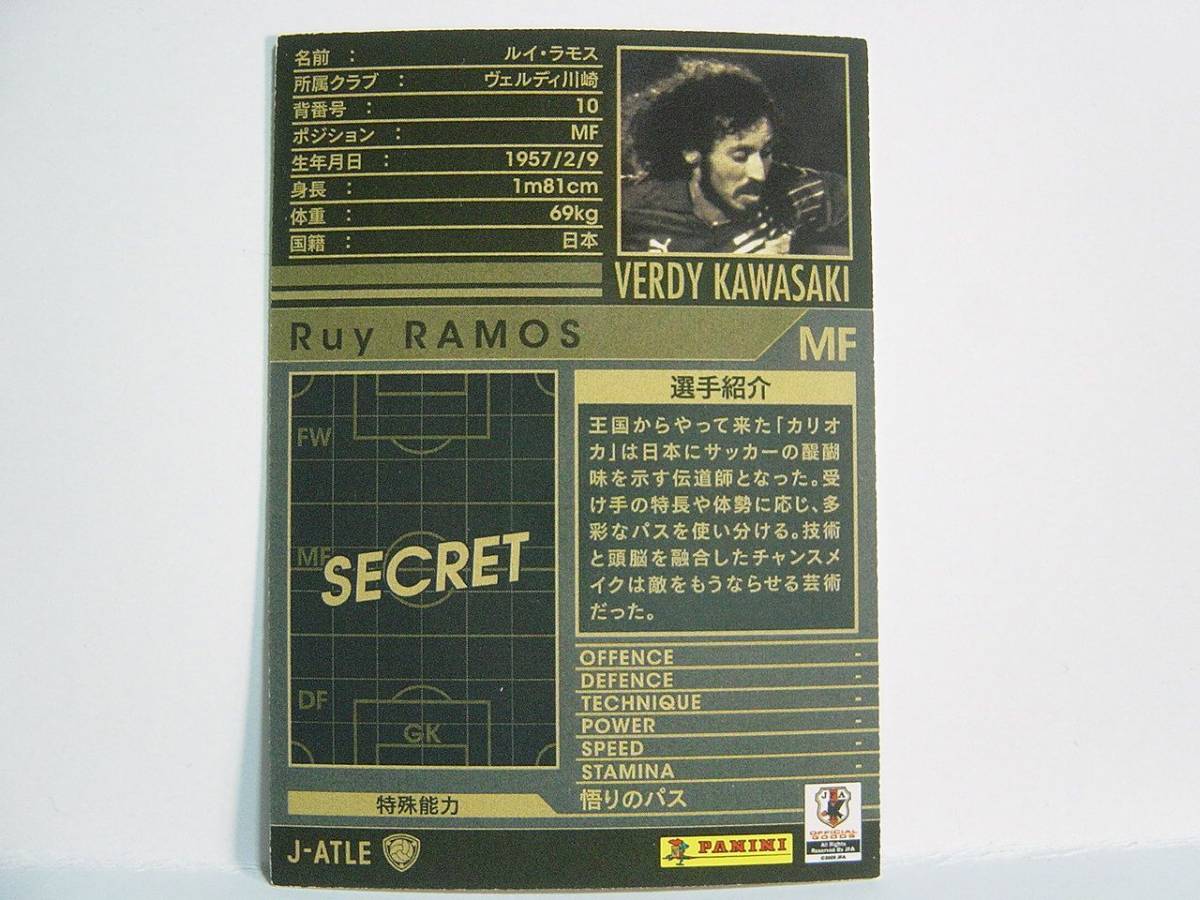 名前 : ルイ・ラモス
所属クラブ : ヴェルディ川崎
背番号 : 10
ポジション : MF
生年月日 : 1957/2/9
身長 : 1m81cm
体重 : 69kg
国籍 : 日本
VERDY KAWASAKI
Ruy RAMOS
MF
FW
MF
SECRET
DF
GK
選手紹介
王国からやって来た「カリオ
カ」は日本にサッカーの醍醐
味を示す伝道師となった。受
け手の特長や体勢に応じ、多
彩なパスを使い分ける。技術
と頭脳を融合したチャンスメ
イクは敵をもうならせる芸術
だった。
OFFENCE -
DEFENCE -
TECHNIQUE -
POWER -
SPEED -
STAMINA -
特殊能力 悟りのパス
J-ATLE
PANINI
JFA
OFFICIAL
GOODS
All Rights
Reserved By JFA